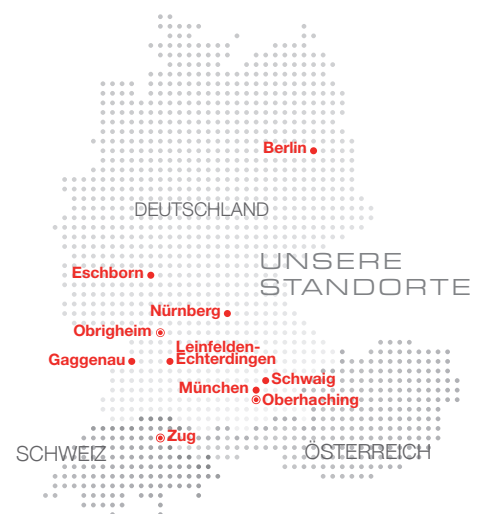 Berlin
DEUTSCHLAND
UNSERE
STANDORTE
Eschborn
Nürnberg
Obrigheim
Leinfelden-
Echterdingen
Gaggenau
Schwaig
München
Oberhaching
Zug
SCHWEIZ
ÖSTERREICH